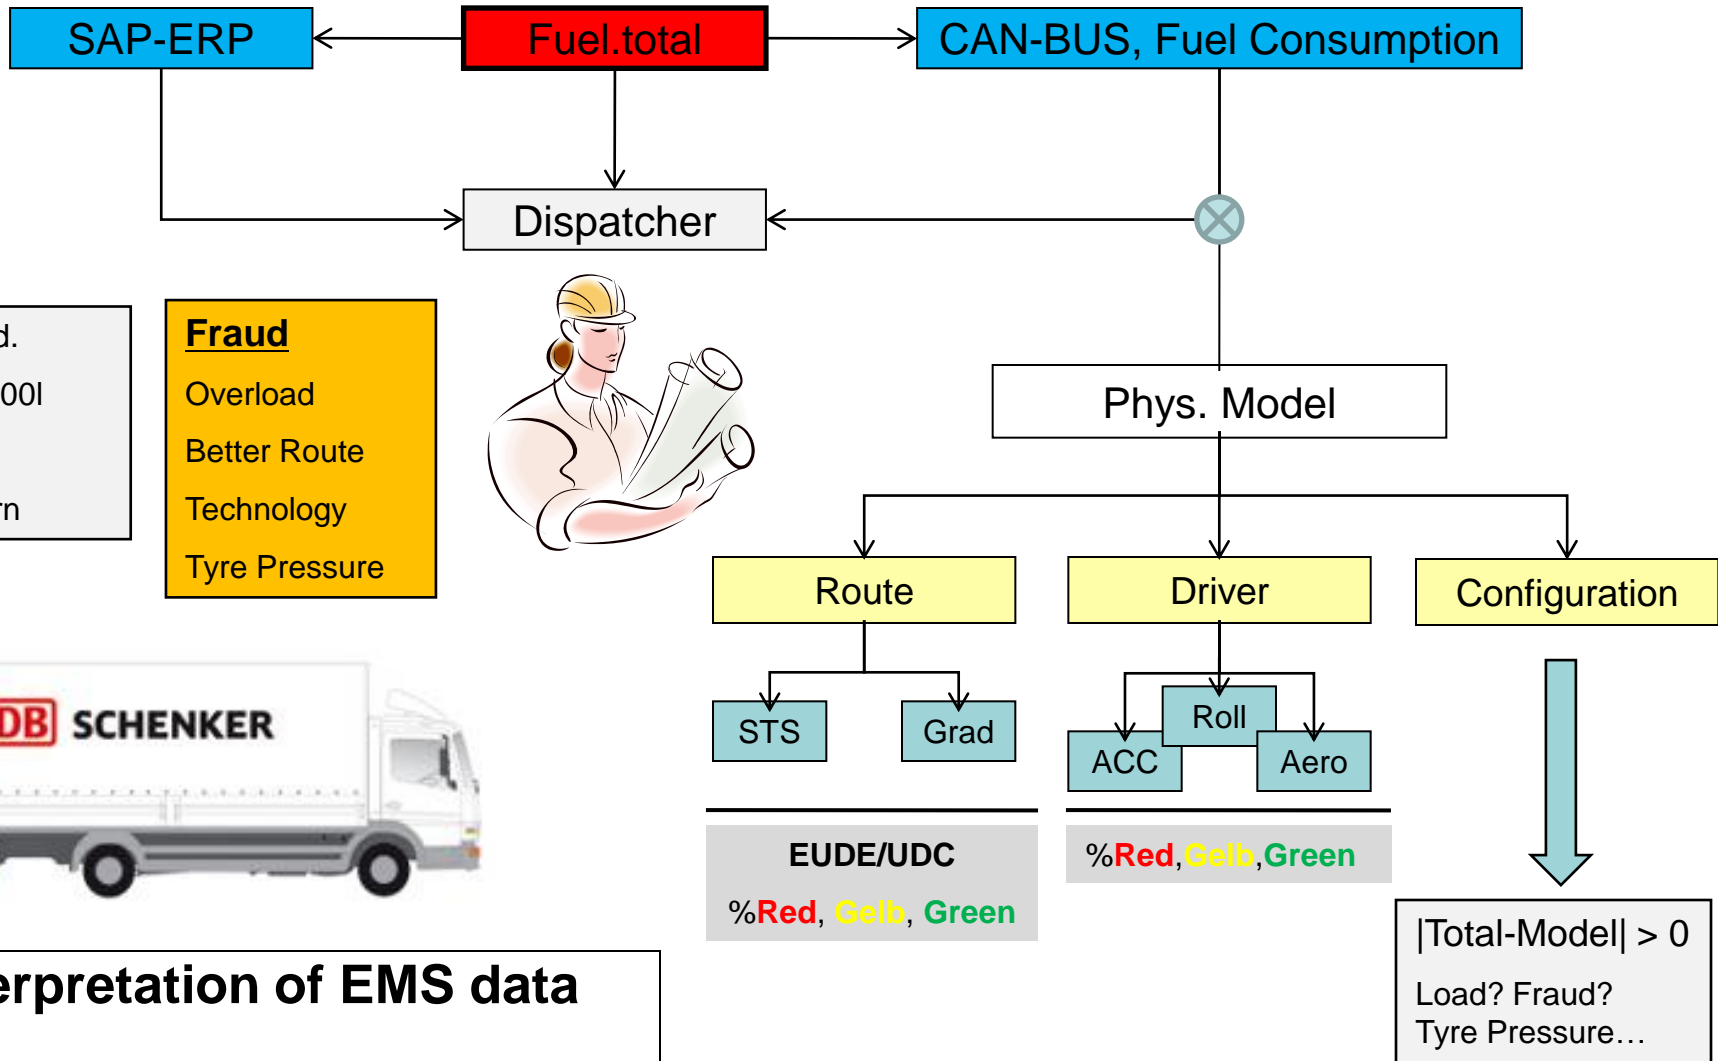 SAP-ERP
Fuel.total
CAN-BUS, Fuel Consumption
Dispatcher
d.
00l
rn
Fraud
Overload
Better Route
Technology
Tyre Pressure
Phys. Model
Route
Driver
Configuration
STS
Grad
ACC
Roll
Aero
DB SCHENKER
EUDE/UDC
%Red, Gelb, Green
%Red,Gelb,Green
|Total-Model| > 0
Load? Fraud?
Tyre Pressure…
erpretation of EMS data